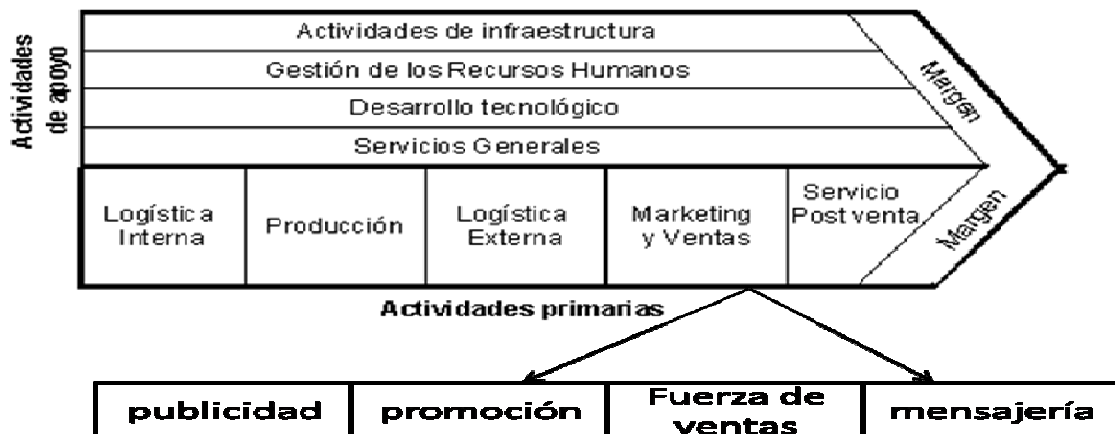 Actividades
de apoyo
Actividades de infraestructura
Gestión de los Recursos Humanos
Desarrollo tecnológico
Servicios Generales
Margen
Logística
Interna
Producción
Logística
Externa
Marketing
y Ventas
Servicio
Post venta
Margen
Actividades primarias
publicidad
promoción
Fuerza de
ventas
mensajería